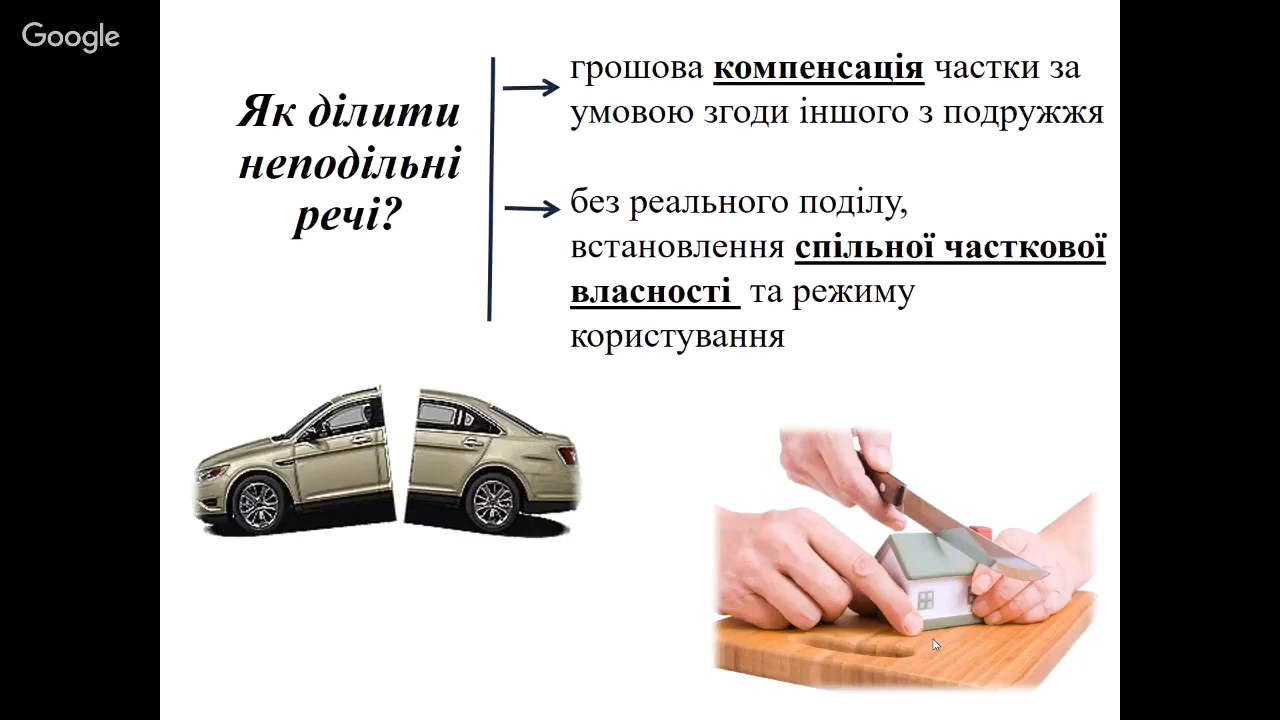 Google
Як ділити
неподільні
речі?
грошова компенсація частки за
умовою згоди іншого з подружжя
без реального поділу,
встановлення спільної часткової
власності та режиму
користування